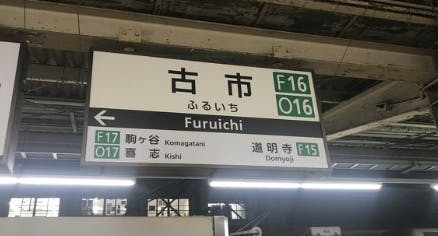 古市 F16
ふるいち O16
← Furuichi
F17 駒ヶ谷 Komagatani
O17 喜志 Kishi
道明寺 F15
Domyoji